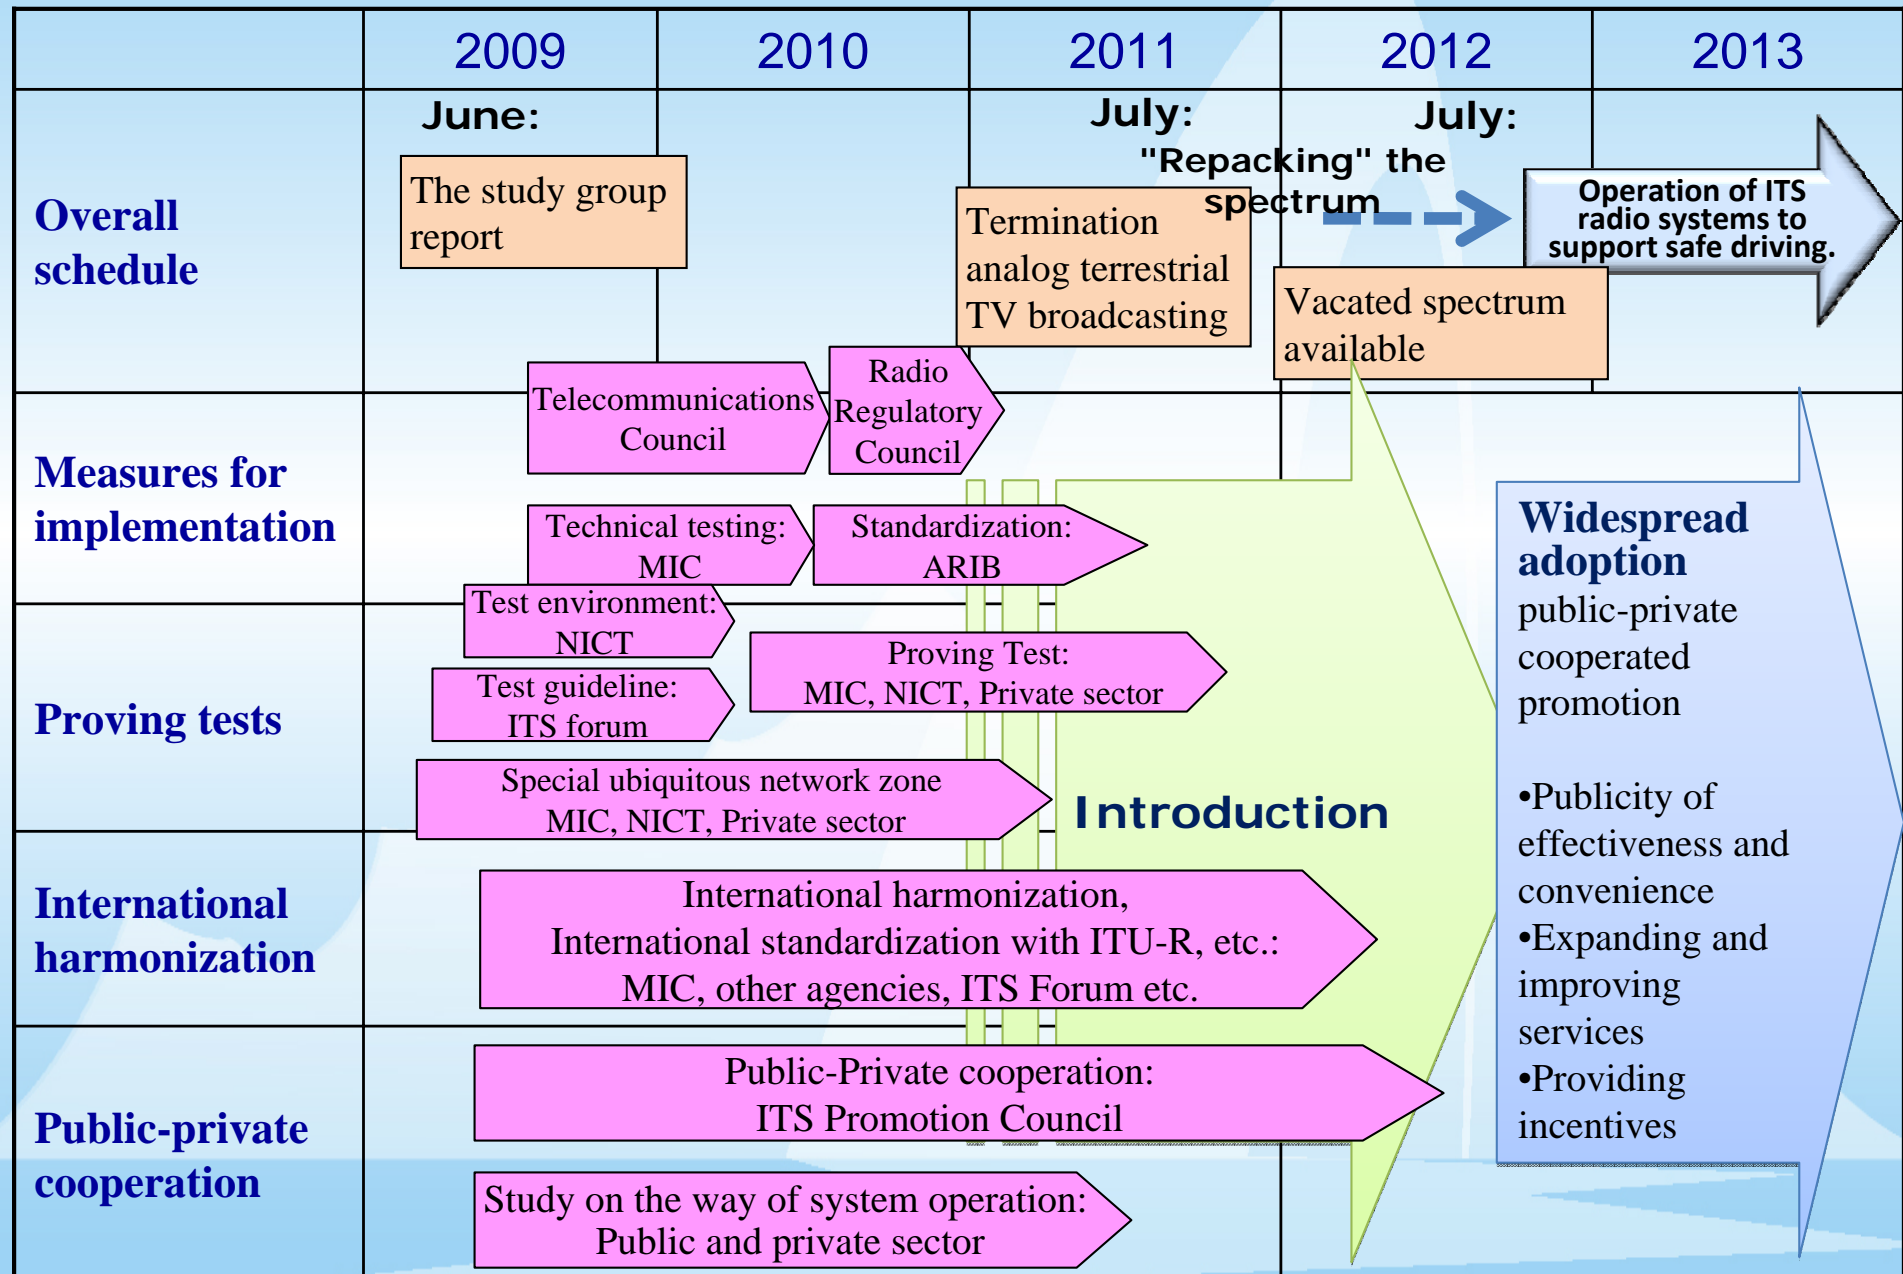 2009
2010
2011
2012
2013
Overall
schedule
June:
The study group
report
July:
"Repacking" the
spectrum
Termination
analog terrestrial
TV broadcasting
July:
Vacated spectrum
available
Operation of ITS
radio systems to
support safe driving.
Measures for
implementation
Telecommunications
Council
Radio
Regulatory
Council
Technical testing:
MIC
Standardization:
ARIB
Proving tests
Test environment:
NICT
Test guideline:
ITS forum
Proving Test:
MIC, NICT, Private sector
Special ubiquitous network zone
MIC, NICT, Private sector
Introduction
International
harmonization
International harmonization,
International standardization with ITU-R, etc.:
MIC, other agencies, ITS Forum etc.
Public-private
cooperation
Public-Private cooperation:
ITS Promotion Council
Study on the way of system operation:
Public and private sector
Widespread
adoption
public-private
cooperated
promotion
•Publicity of
effectiveness and
convenience
•Expanding and
improving
services
•Providing
incentives